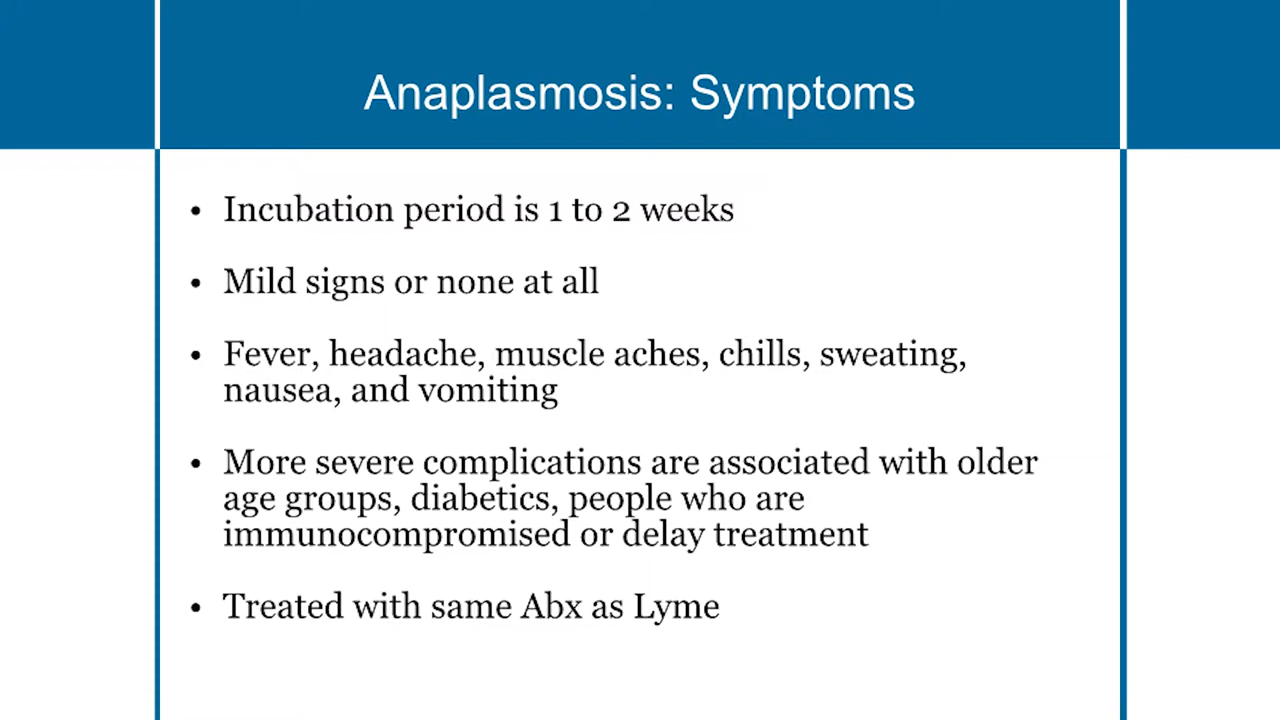 Anaplasmosis: Symptoms
• Incubation period is 1 to 2 weeks
• Mild signs or none at all
• Fever, headache, muscle aches, chills, sweating,
nausea, and vomiting
• More severe complications are associated with older
age groups, diabetics, people who are
immunocompromised or delay treatment
• Treated with same Abx as Lyme